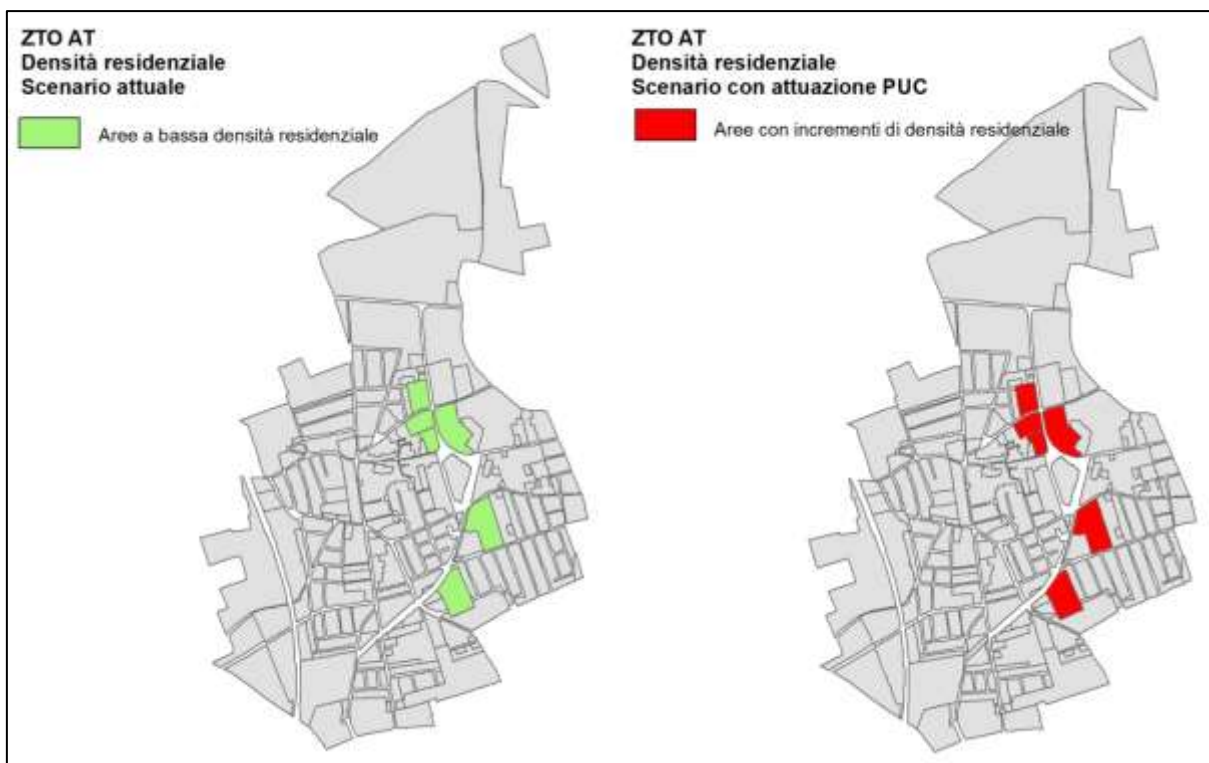 ZTO AT
Densità residenziale
Scenario attuale
Aree a bassa densità residenziale
ZTO AT
Densità residenziale
Scenario con attuazione PUC
Aree con incrementi di densità residenziale